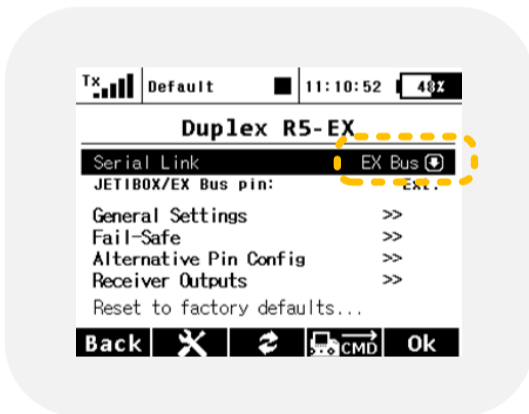 Tx Default 11:10:52 48%
Duplex R5-EX
Serial Link EX Bus
JETIBOX/EX Bus pin: Ext.
General Settings >>
Fail-Safe >>
Alternative Pin Config >>
Receiver Outputs >>
Reset to factory defaults...
Back CMD Ok